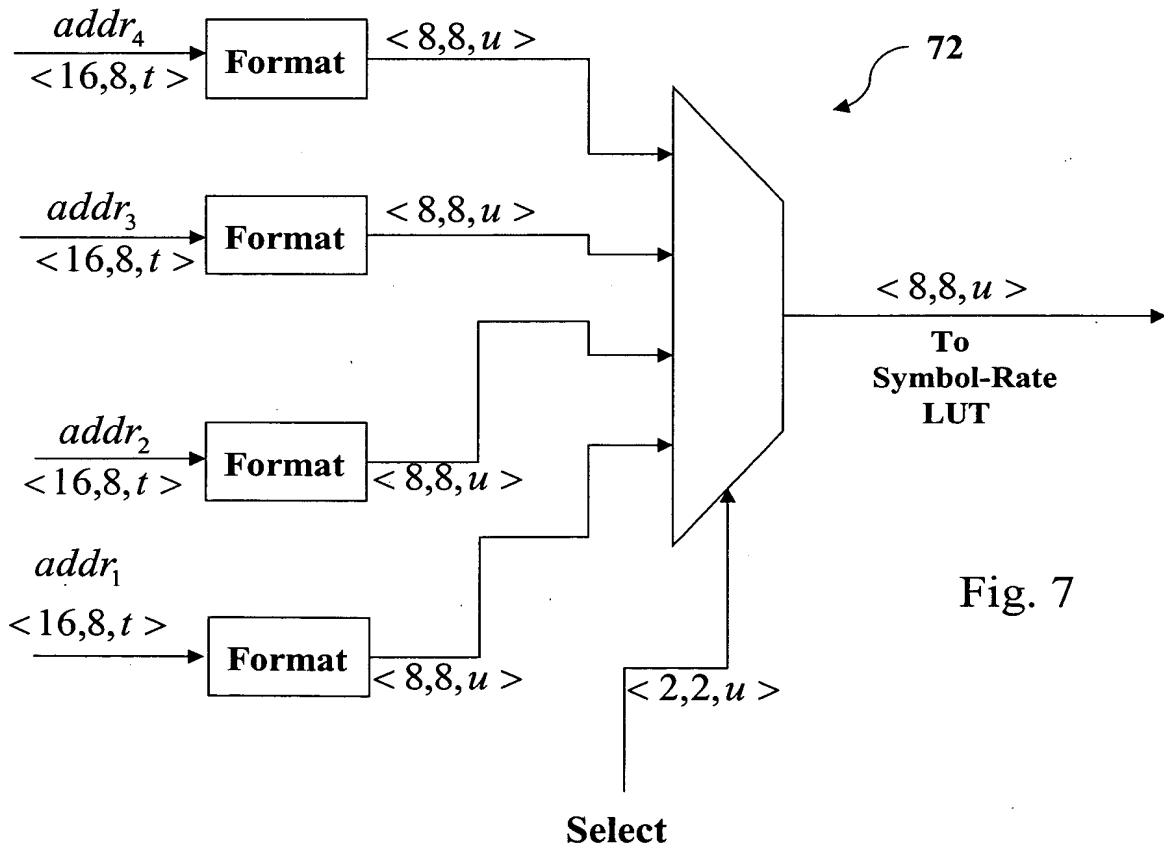 addr₄
<16,8,t>
Format
<8,8,u>
72
addr₃
<16,8,t>
Format
<8,8,u>
<8,8,u>
To
Symbol-Rate
LUT
addr₂
<16,8,t>
Format
<8,8,u>
addr₁
<16,8,t>
Format
<8,8,u>
Fig. 7
<2,2,u>
Select